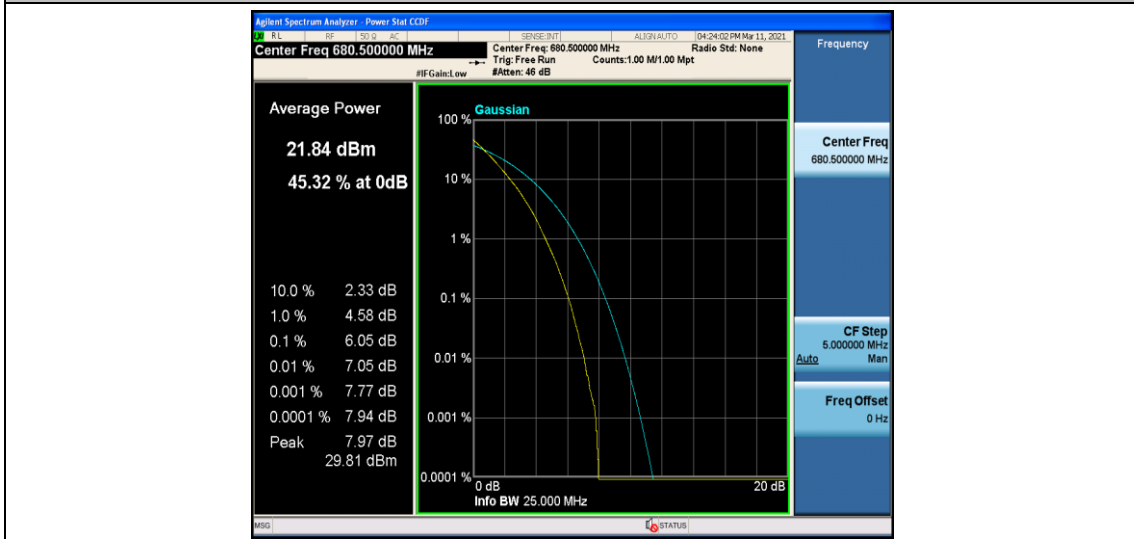 Agilent Spectrum Analyzer - Power Stat CCDF
RL RF 50 Ω AC SENSE:INT ALIGN AUTO 04:24:02 PM Mar 11, 2021
Center Freq 680.500000 MHz
Center Freq: 680.500000 MHz Radio Std: None
Trig: Free Run Counts:1.00 M/1.00 Mpt
#IFGain:Low #Atten: 46 dB
Frequency
Average Power
21.84 dBm
45.32 % at 0dB
10.0 % 2.33 dB
1.0 % 4.58 dB
0.1 % 6.05 dB
0.01 % 7.05 dB
0.001 % 7.77 dB
0.0001 % 7.94 dB
Peak 7.97 dB
29.81 dBm
Gaussian
100 %
10 %
1 %
0.1 %
0.01 %
0.001 %
0.0001 %
0 dB 20 dB
Info BW 25.000 MHz
Center Freq
680.500000 MHz
CF Step
5.000000 MHz
Auto Man
Freq Offset
0 Hz
MSG STATUS